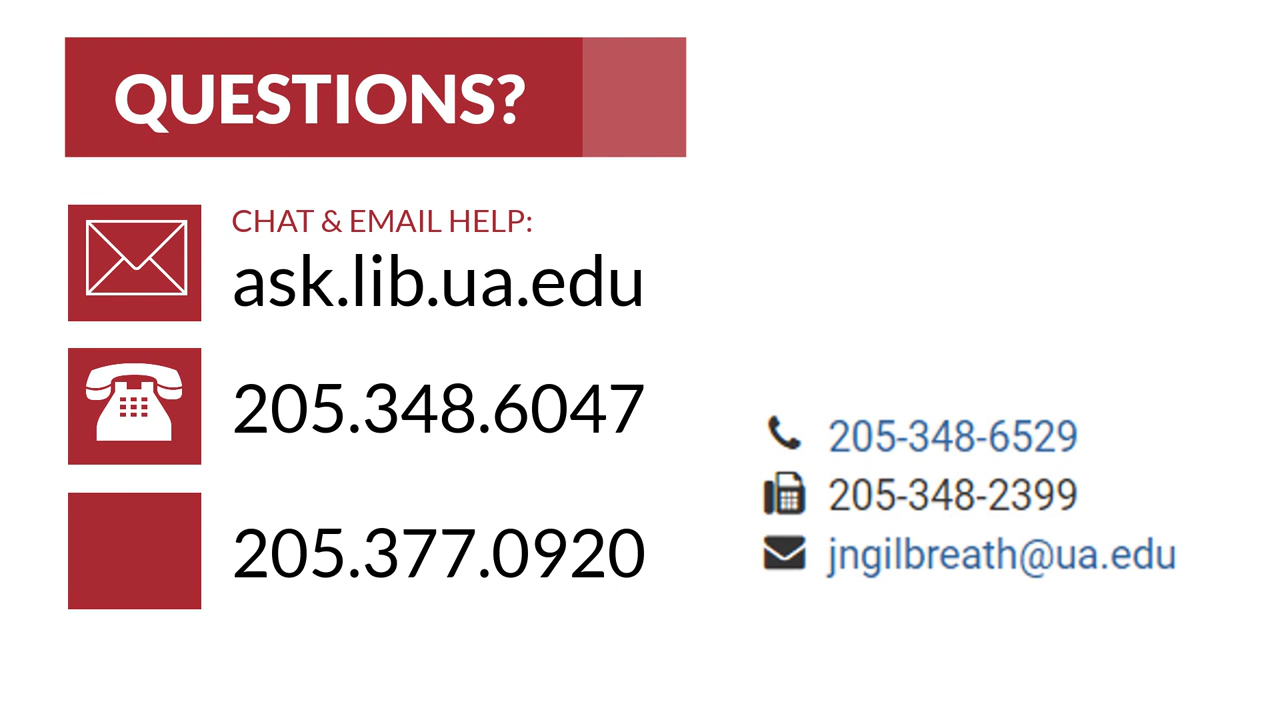 QUESTIONS?
CHAT & EMAIL HELP:
ask.lib.ua.edu
205.348.6047
205.377.0920
205-348-6529
205-348-2399
jngilbreath@ua.edu